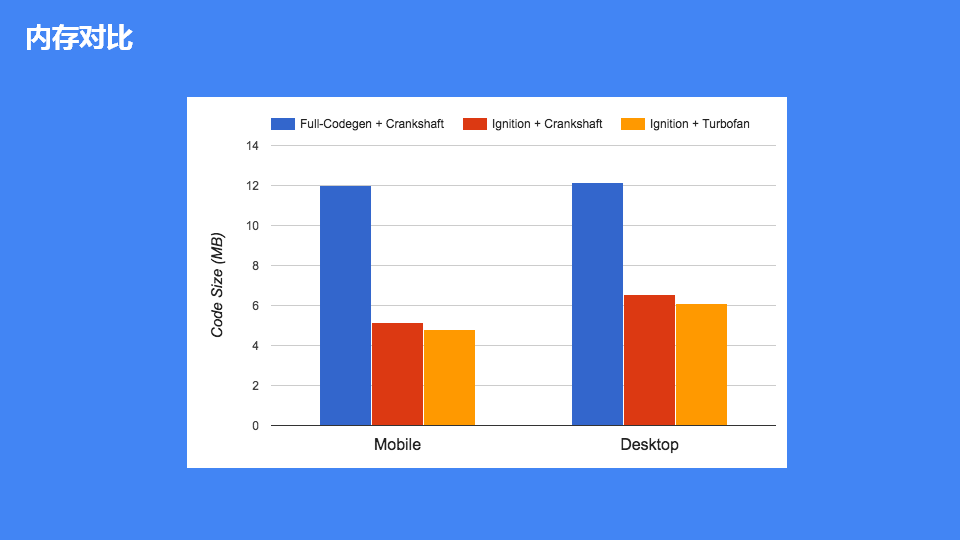 内存对比
Full-Codegen + Crankshaft Ignition + Crankshaft Ignition + Turbofan
14
12
10
8
6
4
2
0
Code Size (MB)
Mobile Desktop